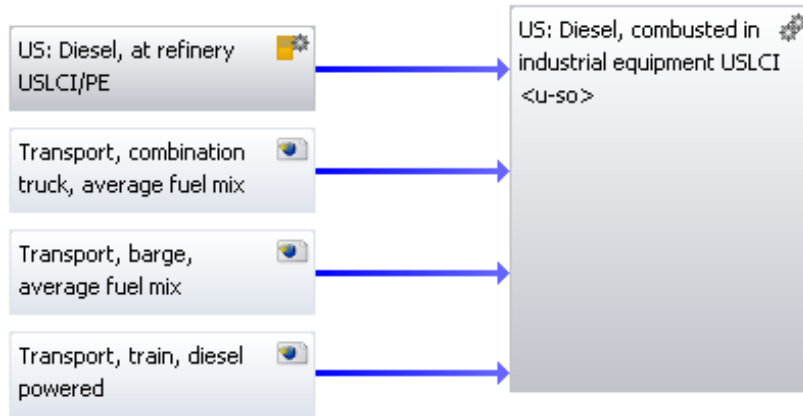 US: Diesel, at refinery
USLCI/PE
US: Diesel, combusted in
industrial equipment USLCI
<u-so>
Transport, combination
truck, average fuel mix
Transport, barge,
average fuel mix
Transport, train, diesel
powered